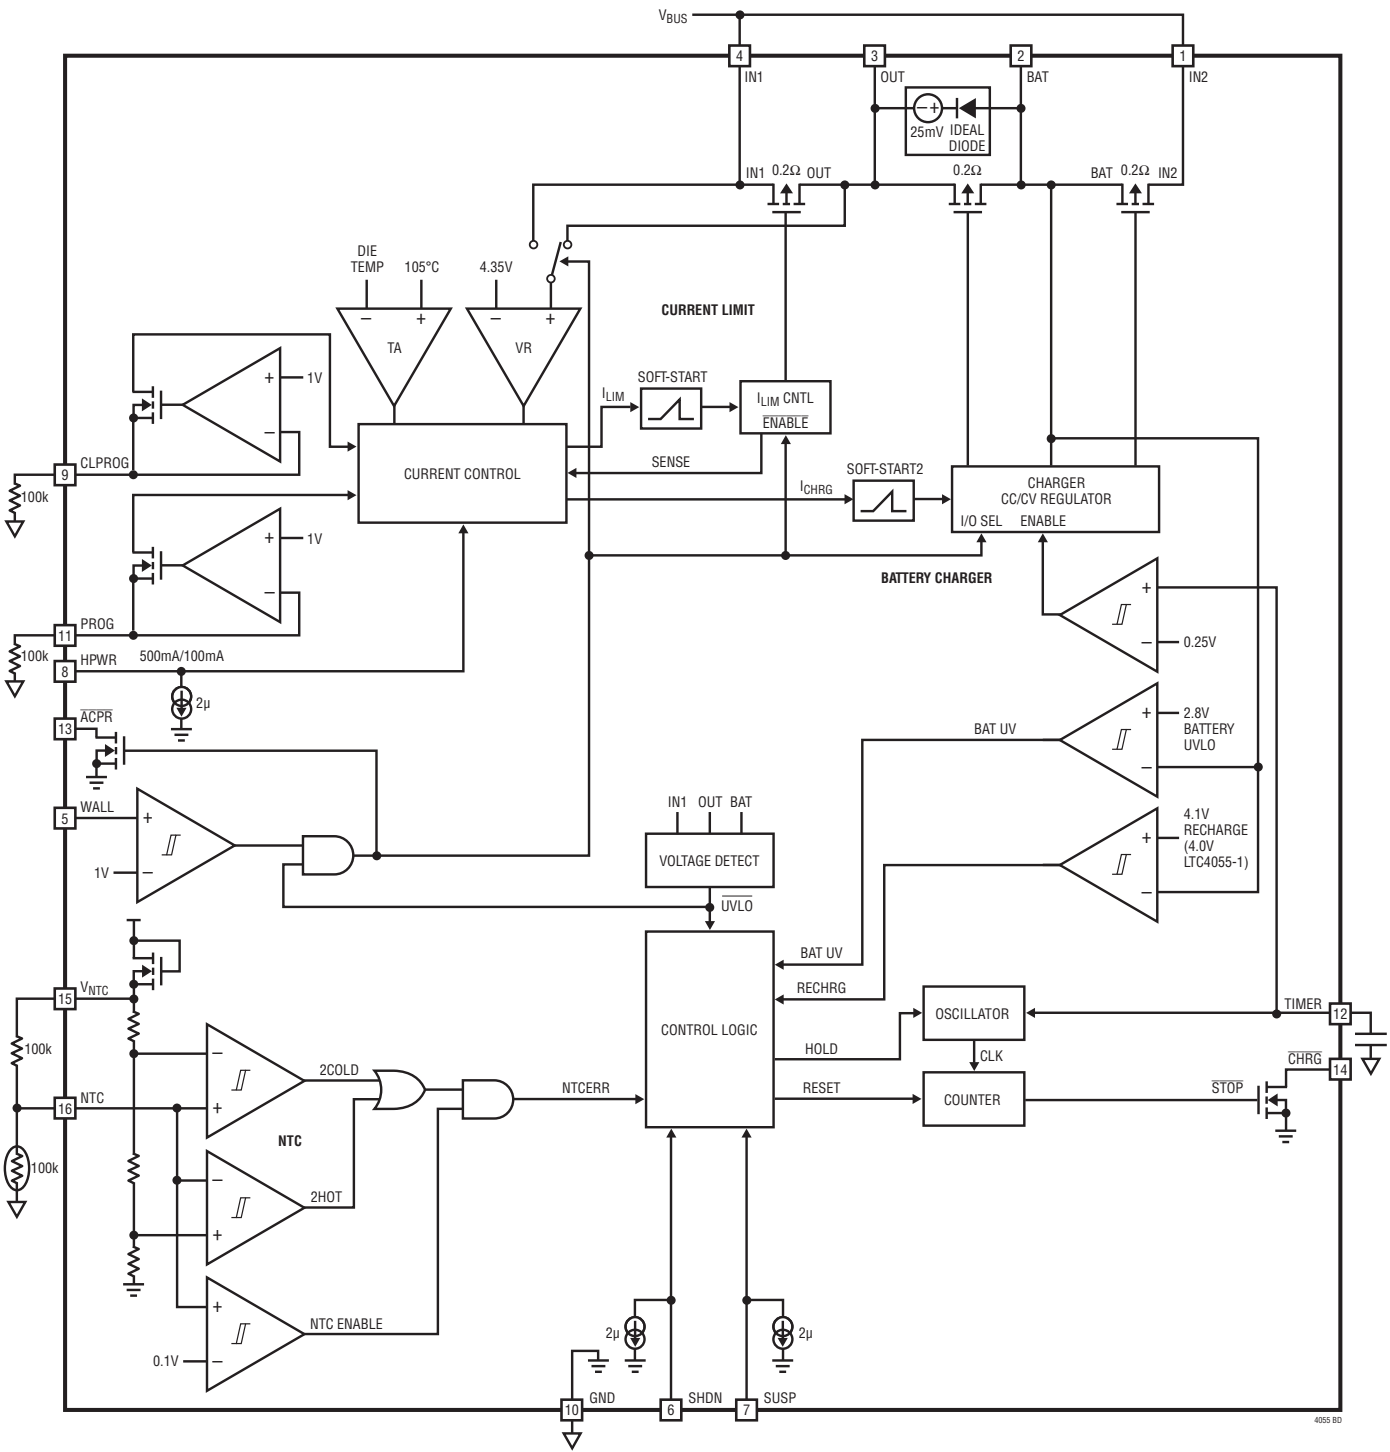 VBUS
4
3
2
1
IN1
OUT
BAT
IN2
– +
25mV
IDEAL
DIODE
IN1 0.2Ω OUT
0.2Ω
BAT 0.2Ω IN2
DIE
TEMP
105°C
4.35V
– +
TA
– +
VR
CURRENT LIMIT
+
1V
–
SOFT-START
ILIM
ILIM CNTL
ENABLE
CURRENT CONTROL
SENSE
CLPROG
9
100k
ICHRG
SOFT-START2
CHARGER
CC/CV REGULATOR
I/O SEL ENABLE
+
1V
–
BATTERY CHARGER
+
–
0.25V
PROG
11
100k
HPWR
8
500mA/100mA
2µ
ACPR
13
BAT UV
+
2.8V
BATTERY
UVLO
–
WALL
5
+
1V
–
IN1 OUT BAT
VOLTAGE DETECT
UVLO
4.1V
RECHARGE
(4.0V
LTC4055-1)
+
–
BAT UV
RECHRG
VNTC
15
100k
CONTROL LOGIC
OSCILLATOR
TIMER
12
HOLD
CLK
CHRG
14
–
+
2COLD
NTCERR
RESET
COUNTER
STOP
NTC
16
NTC
100k
–
+
2HOT
+
–
NTC ENABLE
0.1V
2µ
2µ
GND
10
SHDN
6
SUSP
7
4055 BD